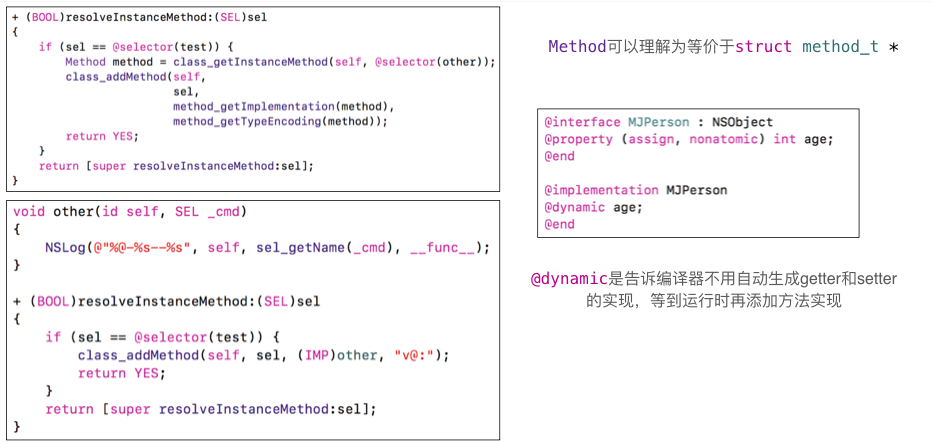 + (BOOL)resolveInstanceMethod:(SEL)sel
{
    if (sel == @selector(test)) {
        Method method = class_getInstanceMethod(self, @selector(other));
        class_addMethod(self,
                        sel,
                        method_getImplementation(method),
                        method_getTypeEncoding(method));
        return YES;
    }
    return [super resolveInstanceMethod:sel];
}
void other(id self, SEL _cmd)
{
    NSLog(@"%@-%s--%s", self, sel_getName(_cmd), __func__);
}

+ (BOOL)resolveInstanceMethod:(SEL)sel
{
    if (sel == @selector(test)) {
        class_addMethod(self, sel, (IMP)other, "v@:");
        return YES;
    }
    return [super resolveInstanceMethod:sel];
}
Method可以理解为等价于struct method_t *
@interface MJPerson : NSObject
@property (assign, nonatomic) int age;
@end

@implementation MJPerson
@dynamic age;
@end
@dynamic是告诉编译器不用自动生成getter和setter
的实现，等到运行时再添加方法实现